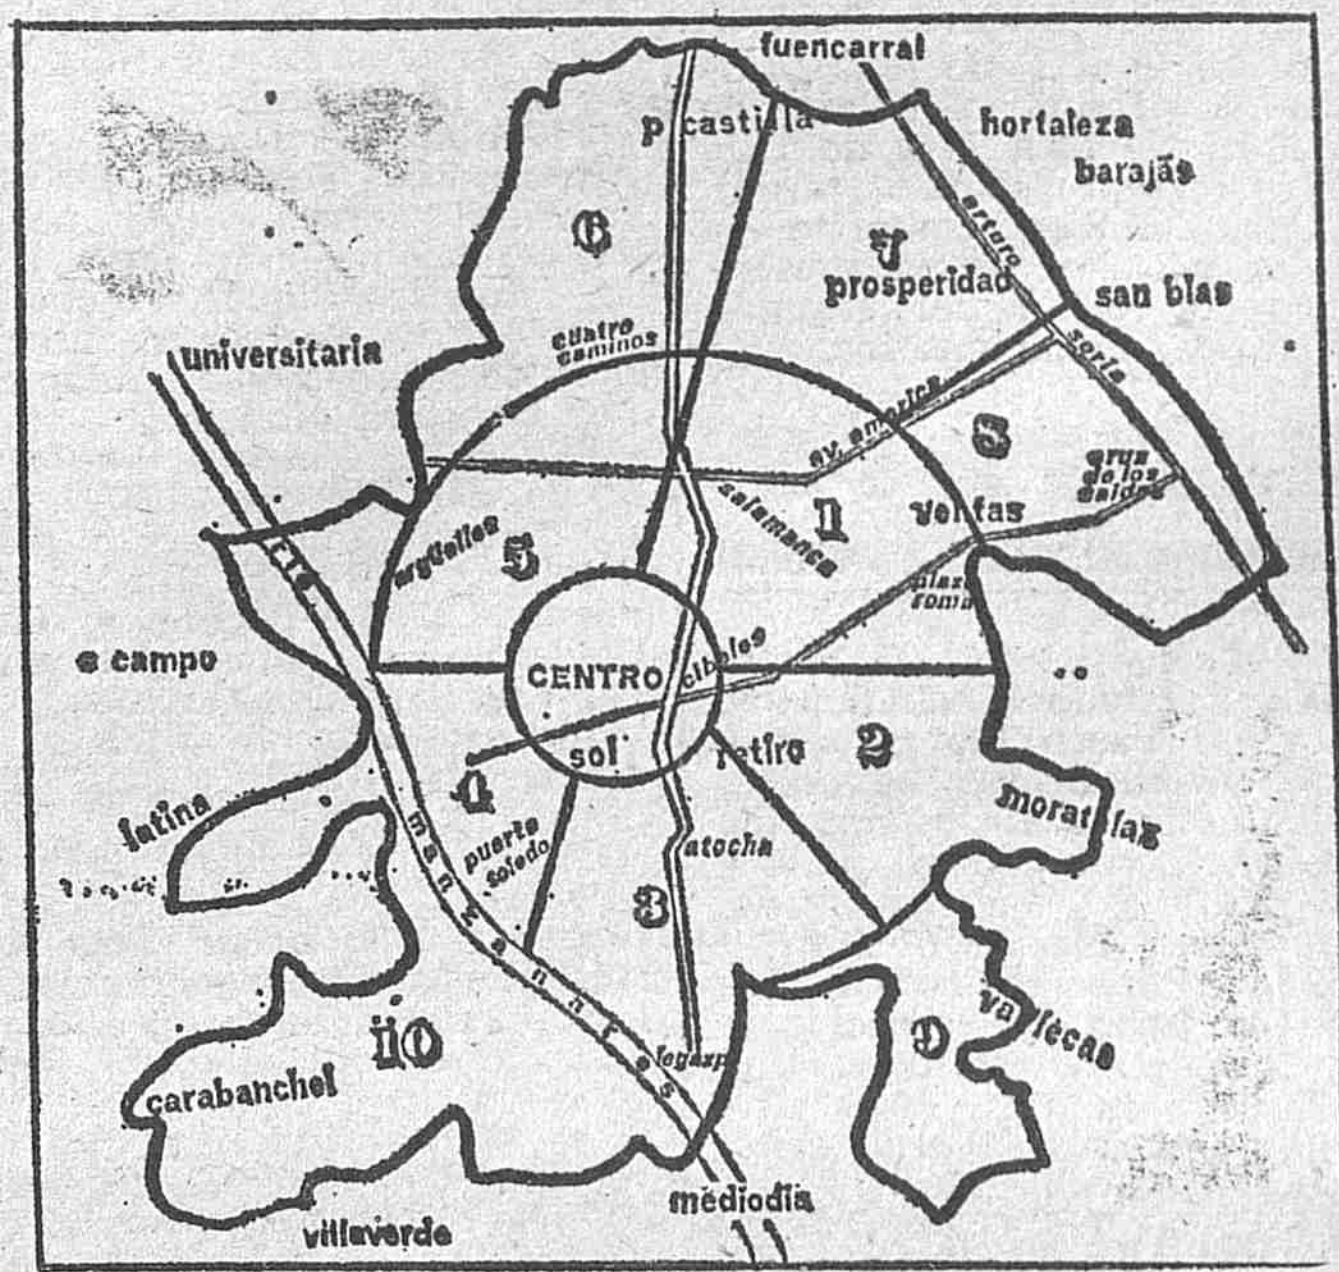 fuencarral
p castilla
hortaleza
barajas
6
7
arturo
prosperidad
san blas
cuatro
caminos
universitaria
soria
av. america
8
cruz
de los
caidos
salamanca
1
ventas
argüelles
5
rio
plaza
roma
c campo
CENTRO
cibeles
sol
retiro
2
4
latina
manzanares
puerta
toledo
atocha
moratalaz
3
vallecas
9
10
legazpi
carabanchel
mediodia
villaverde